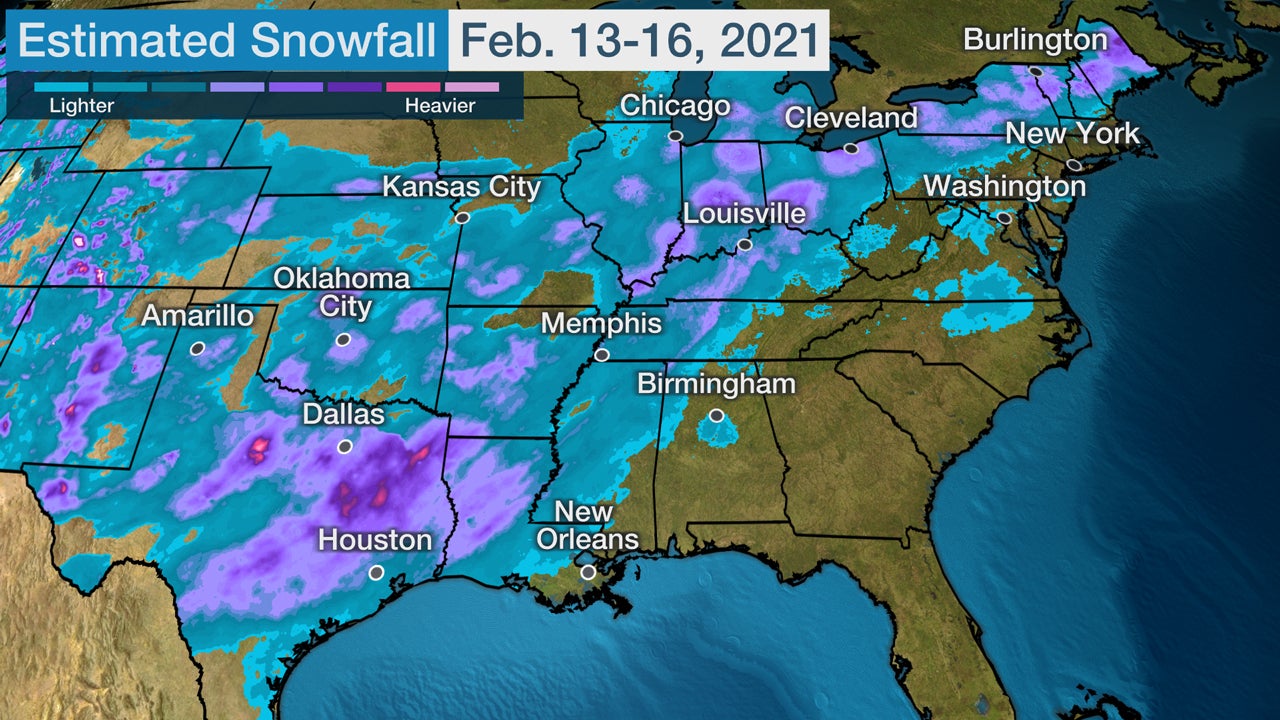 Estimated Snowfall
Feb. 13-16, 2021
Lighter
Heavier
Burlington
Chicago
Cleveland
New York
Kansas City
Washington
Louisville
Oklahoma
City
Amarillo
Memphis
Birmingham
Dallas
New
Orleans
Houston